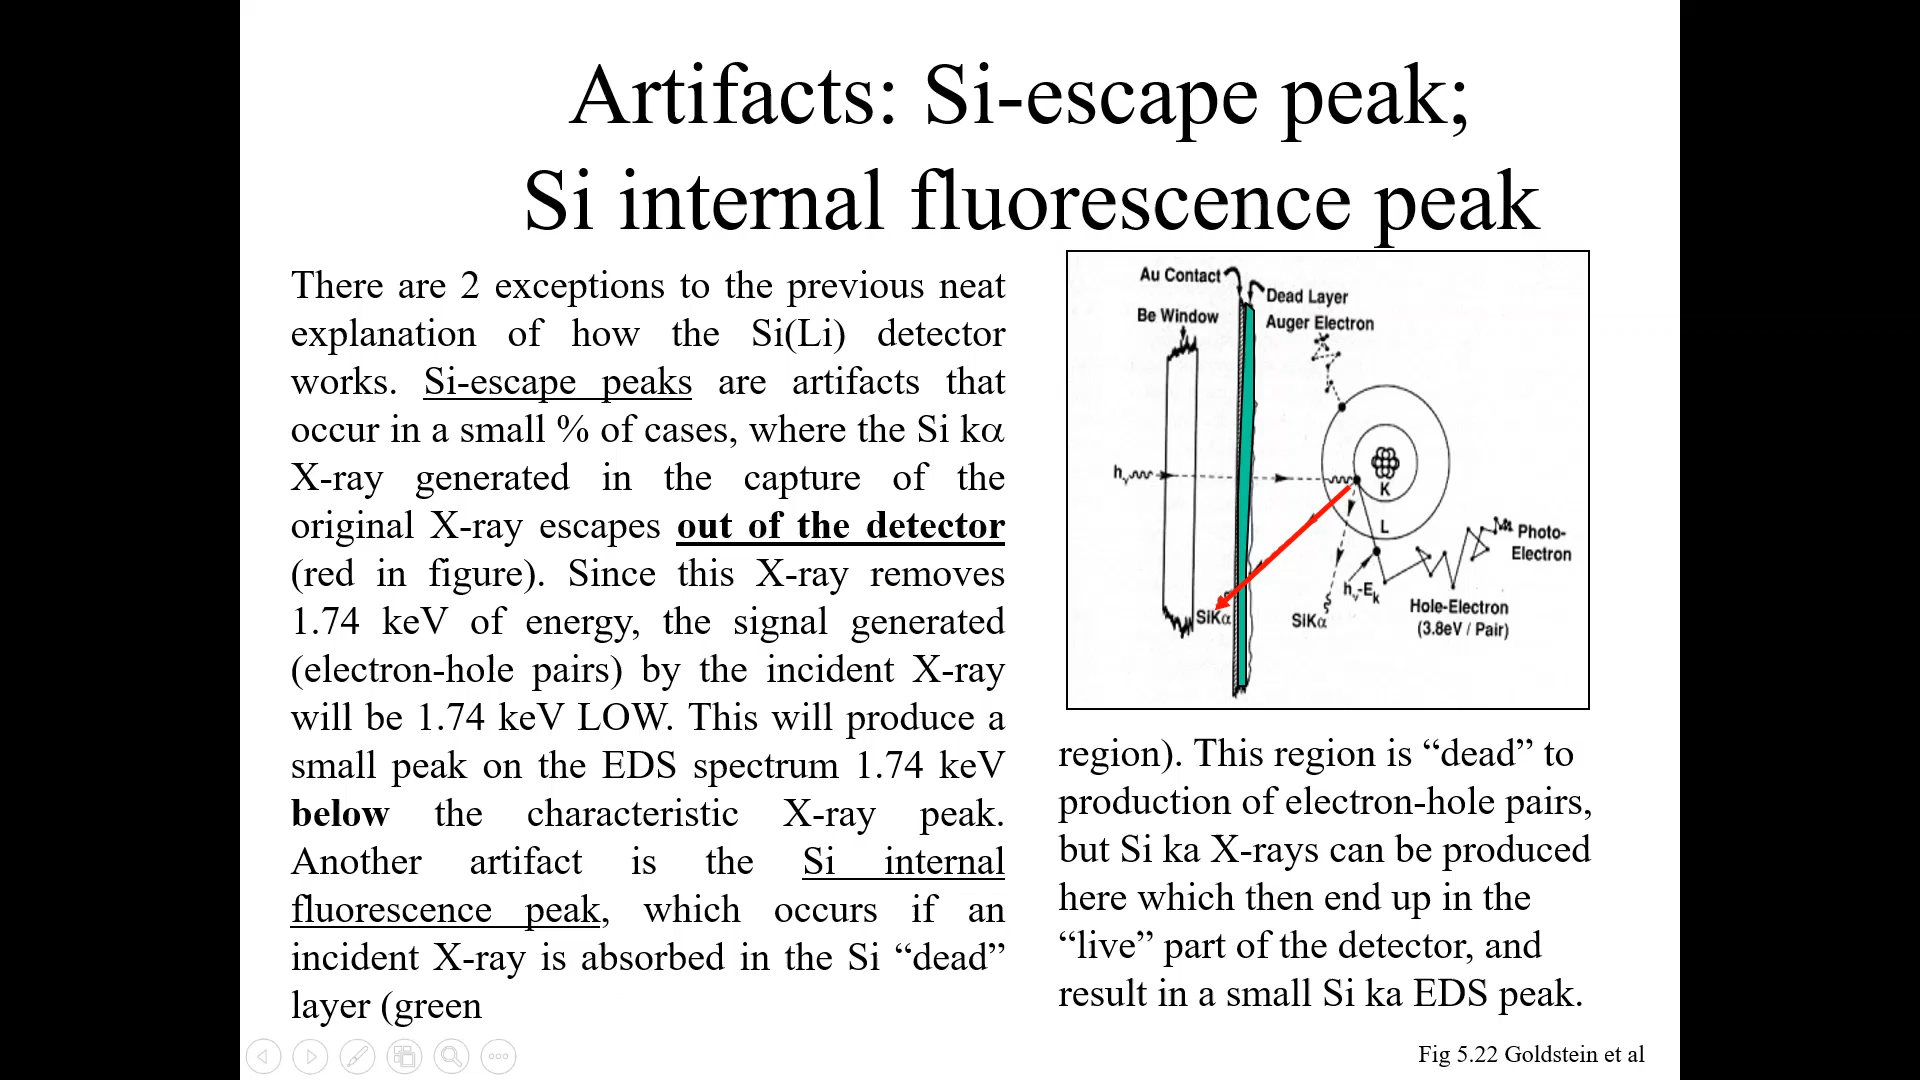 Artifacts: Si-escape peak;
Si internal fluorescence peak
There are 2 exceptions to the previous neat
explanation of how the Si(Li) detector
works. Si-escape peaks are artifacts that
occur in a small % of cases, where the Si kα
X-ray generated in the capture of the
original X-ray escapes out of the detector
(red in figure). Since this X-ray removes
1.74 keV of energy, the signal generated
(electron-hole pairs) by the incident X-ray
will be 1.74 keV LOW. This will produce a
small peak on the EDS spectrum 1.74 keV
below the characteristic X-ray peak.
Another artifact is the Si internal
fluorescence peak, which occurs if an
incident X-ray is absorbed in the Si “dead”
layer (green
Au Contact
Dead Layer
Be Window
Auger Electron
hν
K
L
Photo-
Electron
hν-Ek
SiKα
SiKα
Hole-Electron
(3.8eV / Pair)
region). This region is “dead” to
production of electron-hole pairs,
but Si ka X-rays can be produced
here which then end up in the
“live” part of the detector, and
result in a small Si ka EDS peak.
Fig 5.22 Goldstein et al